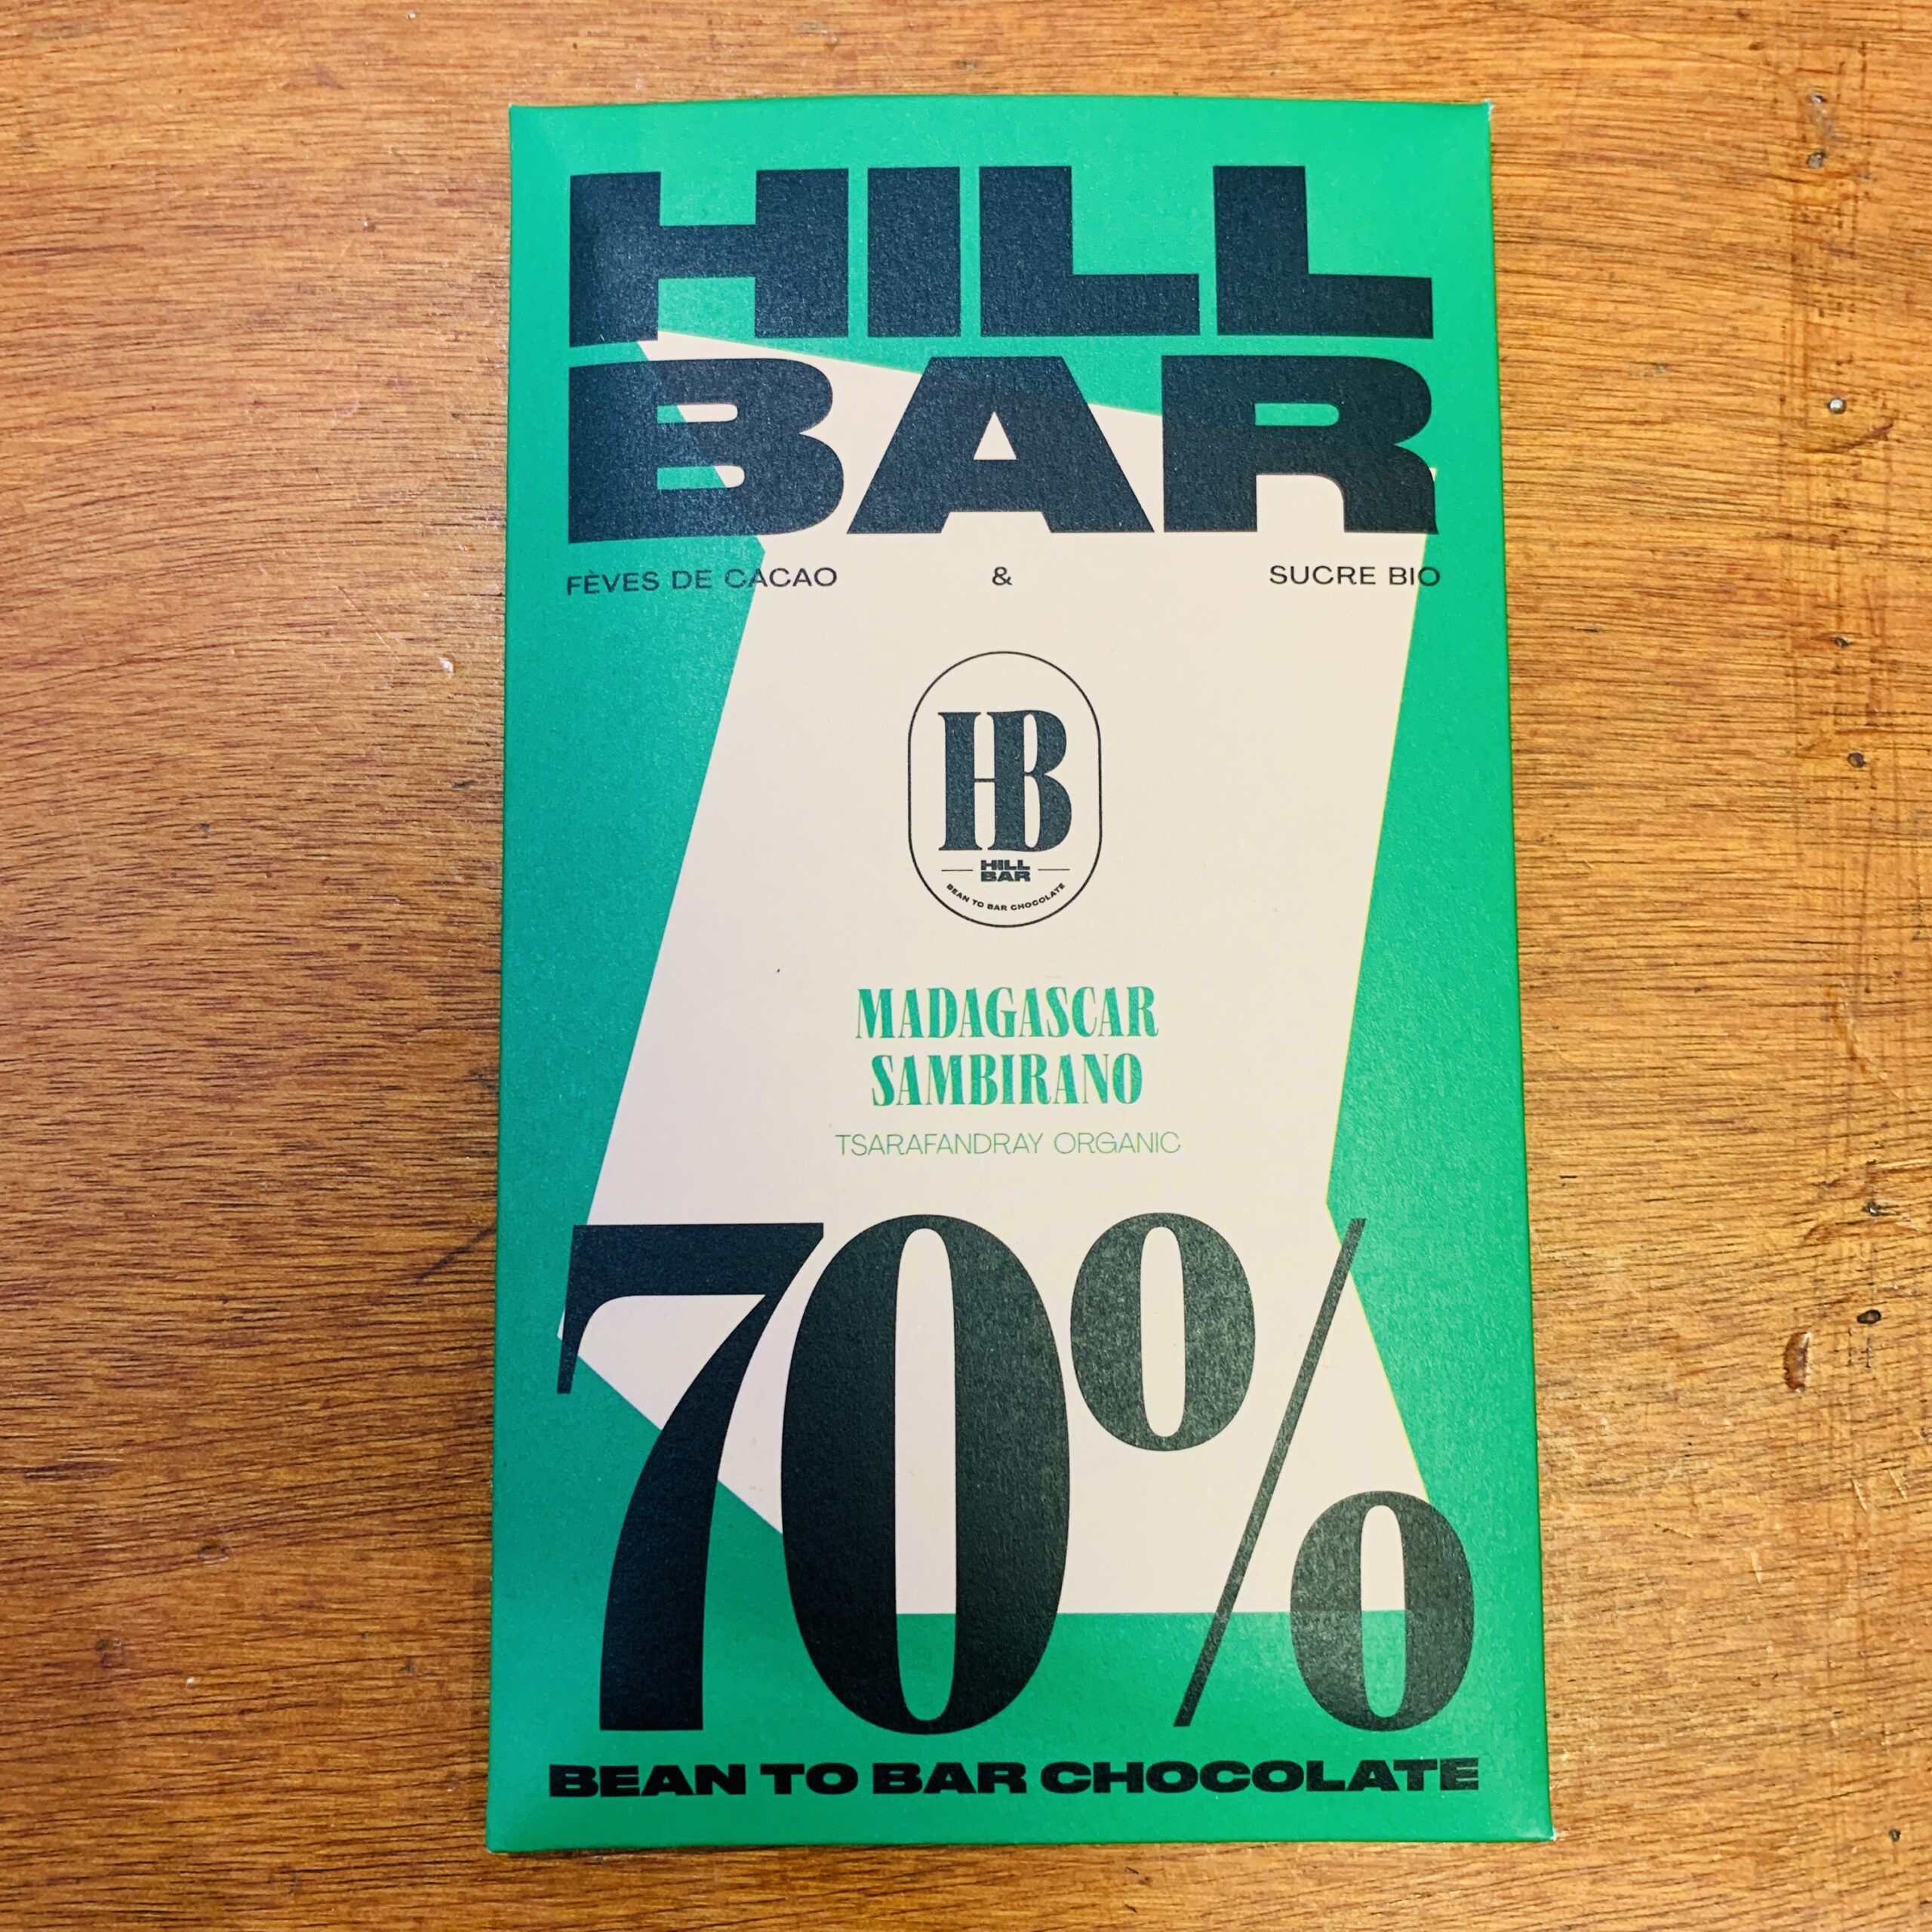 HILL
BAR
FÈVES DE CACAO & SUCRE BIO
HB
HILL
BAR
BEAN TO BAR CHOCOLATE
MADAGASCAR
SAMBIRANO
TSARAFANDRAY ORGANIC
70%
BEAN TO BAR CHOCOLATE